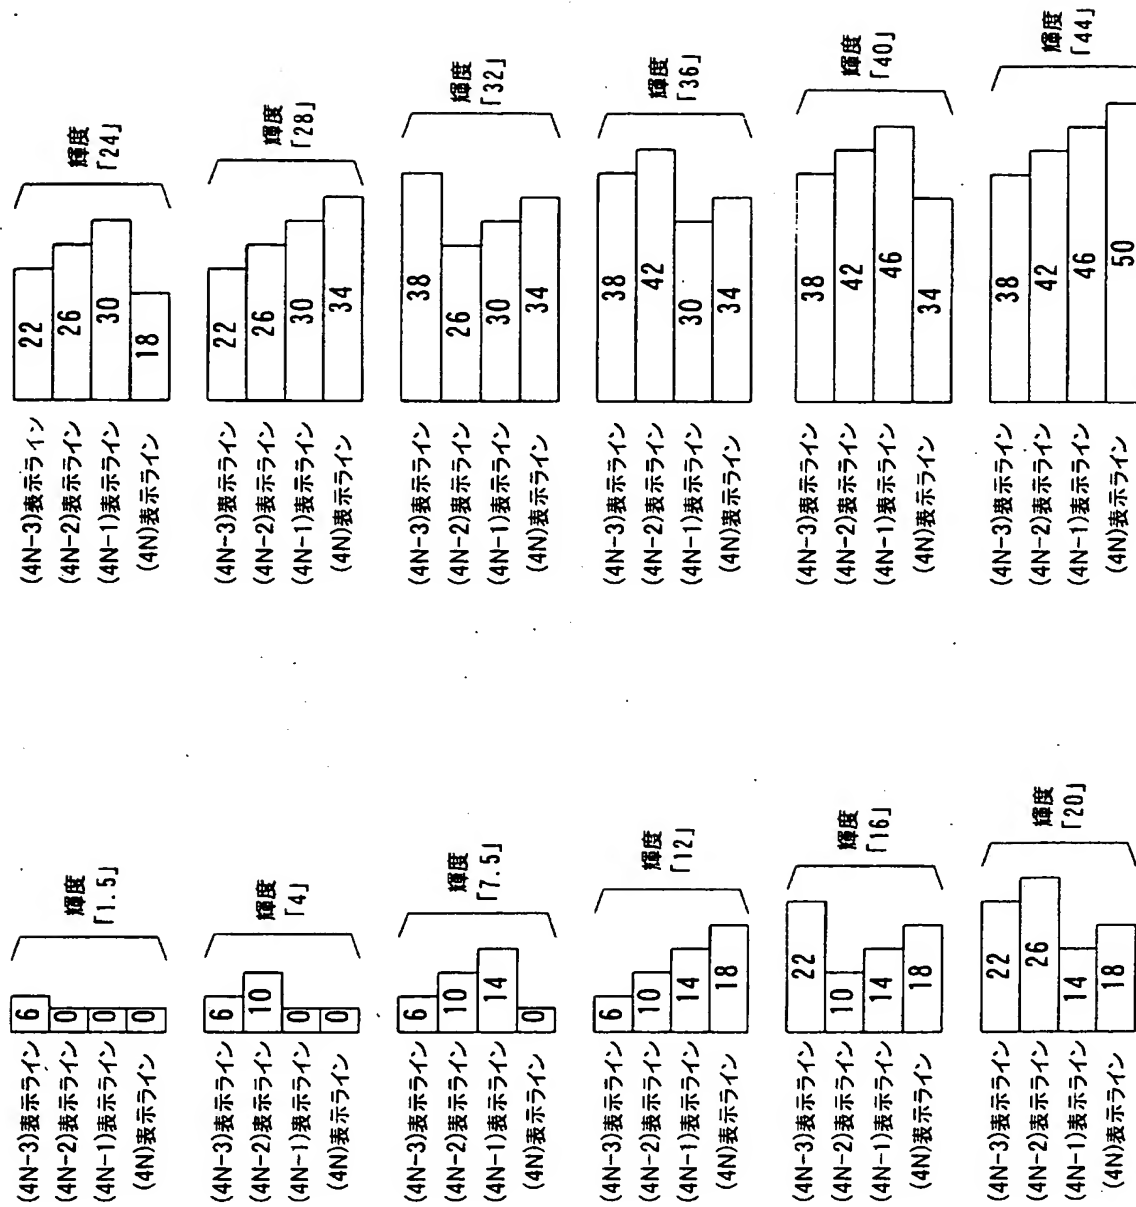 (4N-3)表示ライン 6
(4N-2)表示ライン 0
(4N-1)表示ライン 0
(4N)表示ライン 0
輝度
「1.5」
(4N-3)表示ライン 6
(4N-2)表示ライン 10
(4N-1)表示ライン 0
(4N)表示ライン 0
輝度
「4」
(4N-3)表示ライン 6
(4N-2)表示ライン 10
(4N-1)表示ライン 14
(4N)表示ライン 0
輝度
「7.5」
(4N-3)表示ライン 6
(4N-2)表示ライン 10
(4N-1)表示ライン 14
(4N)表示ライン 18
輝度
「12」
(4N-3)表示ライン 22
(4N-2)表示ライン 10
(4N-1)表示ライン 14
(4N)表示ライン 18
輝度
「16」
(4N-3)表示ライン 22
(4N-2)表示ライン 26
(4N-1)表示ライン 14
(4N)表示ライン 18
輝度
「20」
(4N-3)表示ライン 22
(4N-2)表示ライン 26
(4N-1)表示ライン 30
(4N)表示ライン 18
輝度
「24」
(4N-3)表示ライン 22
(4N-2)表示ライン 26
(4N-1)表示ライン 30
(4N)表示ライン 34
輝度
「28」
(4N-3)表示ライン 38
(4N-2)表示ライン 26
(4N-1)表示ライン 30
(4N)表示ライン 34
輝度
「32」
(4N-3)表示ライン 38
(4N-2)表示ライン 42
(4N-1)表示ライン 30
(4N)表示ライン 34
輝度
「36」
(4N-3)表示ライン 38
(4N-2)表示ライン 42
(4N-1)表示ライン 46
(4N)表示ライン 34
輝度
「40」
(4N-3)表示ライン 38
(4N-2)表示ライン 42
(4N-1)表示ライン 46
(4N)表示ライン 50
輝度
「44」